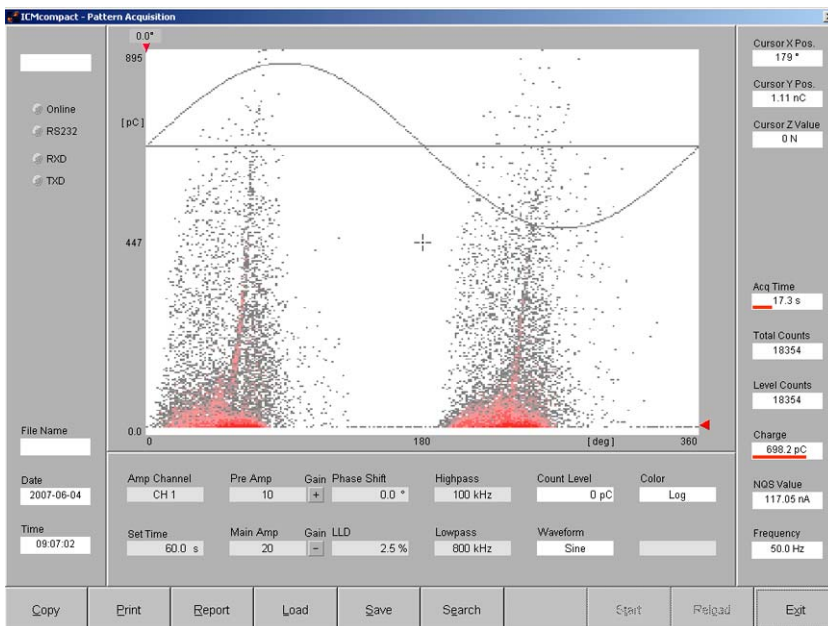 ICMcompact - Pattern Acquisition
0.0°
895
[pC]
447
0.0
0
180
[deg]
360
Online
RS232
RXD
TXD
File Name
Date
2007-06-04
Time
09:07:02
Cursor X Pos.
179 °
Cursor Y Pos.
1.11 nC
Cursor Z Value
0 N
Acq Time
17.3 s
Total Counts
18354
Level Counts
18354
Charge
698.2 pC
NQS Value
117.05 nA
Frequency
50.0 Hz
Amp Channel
CH 1
Pre Amp
Gain
10
+
Phase Shift
0.0 °
Highpass
100 kHz
Count Level
0 pC
Color
Log
Set Time
60.0 s
Main Amp
Gain
20
−
LLD
2.5 %
Lowpass
800 kHz
Waveform
Sine
Copy
Print
Report
Load
Save
Search
Start
Reload
Exit